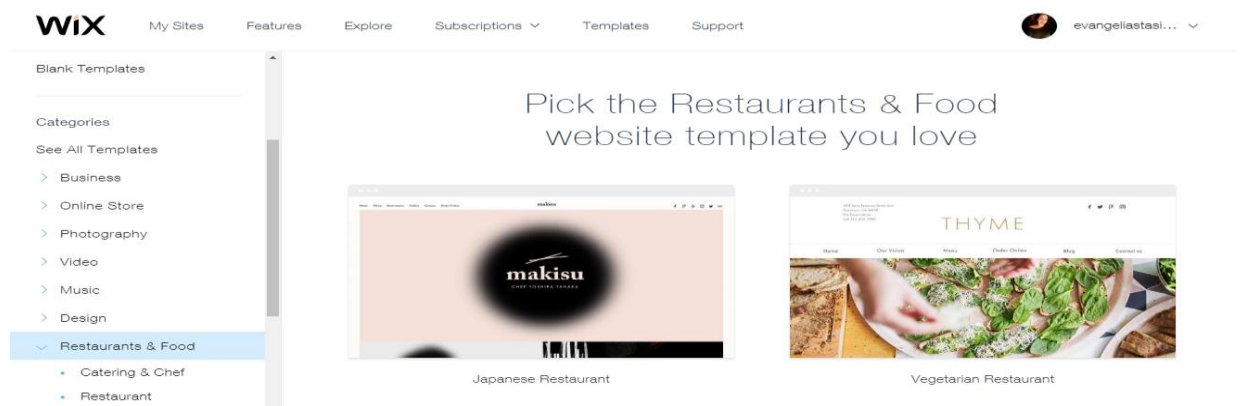 WiX
My Sites
Features
Explore
Subscriptions
Templates
Support
evangeliastasi...
Blank Templates
Categories
See All Templates
Business
Online Store
Photography
Video
Music
Design
Restaurants & Food
Catering & Chef
Restaurant
Pick the Restaurants & Food
website template you love
makisu
makisu
CHEF YOSHIRA TANAKA
Japanese Restaurant
THYME
Home
Our Vision
Menu
Order Online
Blog
Contact us
Vegetarian Restaurant